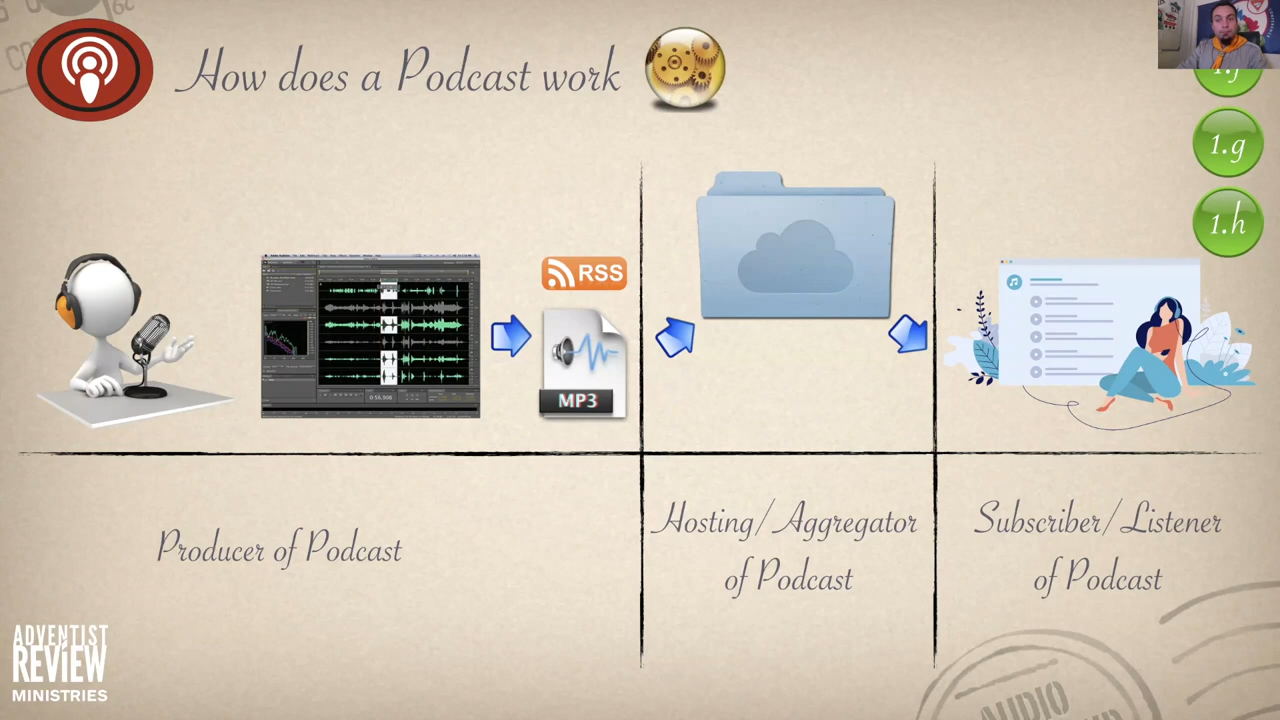 How does a Podcast work
1.g
1.h
RSS
MP3
Producer of Podcast
Hosting/Aggregator
of Podcast
Subscriber/Listener
of Podcast
ADVENTIST
REVIEW
MINISTRIES
AUDIO